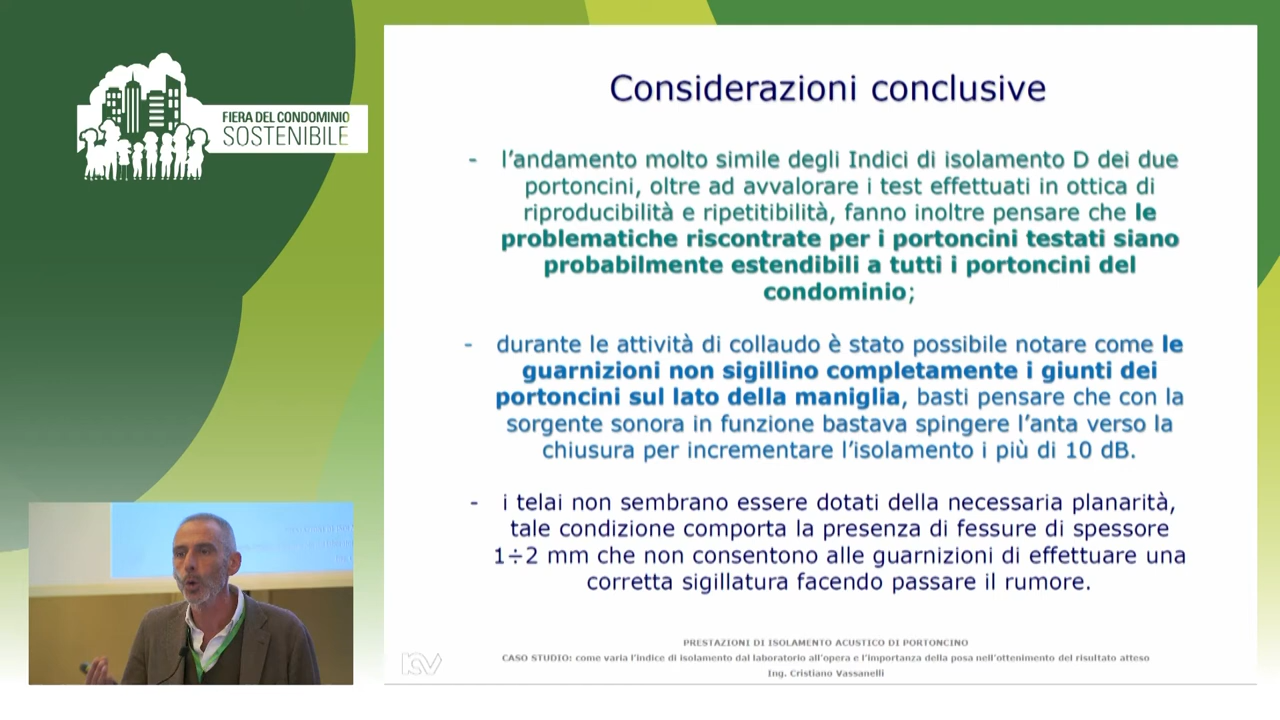 FIERA DEL CONDOMINIO
SOSTENIBILE
Considerazioni conclusive
- l'andamento molto simile degli Indici di isolamento D dei due
portoncini, oltre ad avvalorare i test effettuati in ottica di
riproducibilità e ripetitibilità, fanno inoltre pensare che le
problematiche riscontrate per i portoncini testati siano
probabilmente estendibili a tutti i portoncini del
condominio;
- durante le attività di collaudo è stato possibile notare come le
guarnizioni non sigillino completamente i giunti dei
portoncini sul lato della maniglia, basti pensare che con la
sorgente sonora in funzione bastava spingere l'anta verso la
chiusura per incrementare l'isolamento i più di 10 dB.
- i telai non sembrano essere dotati della necessaria planarità,
tale condizione comporta la presenza di fessure di spessore
1÷2 mm che non consentono alle guarnizioni di effettuare una
corretta sigillatura facendo passare il rumore.
PRESTAZIONI DI ISOLAMENTO ACUSTICO DI PORTONCINO
CASO STUDIO: come varia l'indice di isolamento dal laboratorio all'opera e l'importanza della posa nell'ottenimento del risultato atteso
Ing. Cristiano Vassanelli